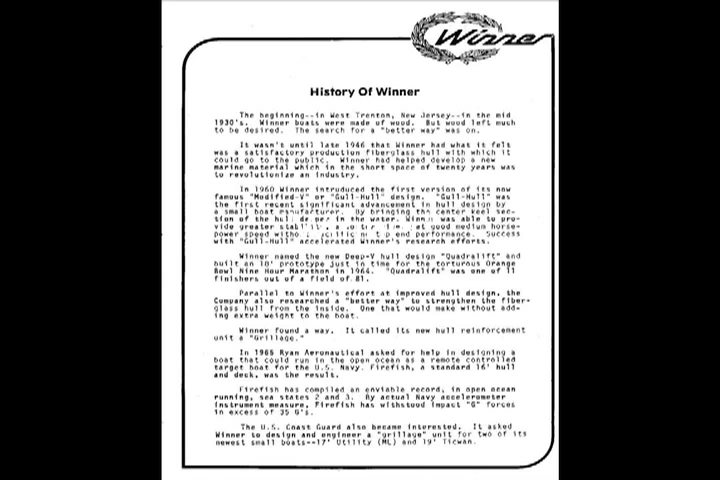 Winner
History Of Winner
The beginning--in West Trenton, New Jersey--in the mid
1930's. Winner boats were made of wood. But wood left much
to be desired. The search for a "better way" was on.
It wasn't until late 1946 that Winner had what it felt
was a satisfactory production fiberglass hull with which it
could go to the public. Winner had helped develop a new
marine material which in the short space of twenty years was
to revolutionize an industry.
In 1960 Winner introduced the first version of its now
famous "Modified-V" or "Gull-Hull" design. "Gull-Hull" was
the first recent significant advancement in hull design by
a small boat manufacturer. By bringing the center keel sec-
tion of the hull deeper in the water, Winner was able to pro-
vide greater good medium horse-
power speed end performance. Success
with "Gull-Hull" accelerated Winner's research efforts.
Winner named the new Deep-V hull design "Quadralift" and
built an 18' prototype just in time for the torturous Orange
Bowl Nine Hour Marathon in 1964. "Quadralift" was one of 11
finishers out of a field of 81.
Parallel to Winner's effort at improved hull design, the
Company also researched a "better way" to strengthen the fiber-
glass hull from the inside. One that would make without add-
ing extra weight to the boat.
Winner found a way. It called its new hull reinforcement
unit a "Grillage."
In 1966 Ryan Aeronautical asked for help in designing a
boat that could run in the open ocean as a remote controlled
target boat for the U.S. Navy. Firefish, a standard 16' hull
and deck, was the result.
Firefish has compiled an enviable record, in open ocean
running, sea states 2 and 3. By actual Navy accelerometer
instrument measure, Firefish has withstood impact "G" forces
in excess of 35 G's.
The U.S. Coast Guard also became interested. It asked
Winner to design and engineer a "grillage" unit for two of its
newest small boats--17' Utility (ML) and 19' Ticwan.